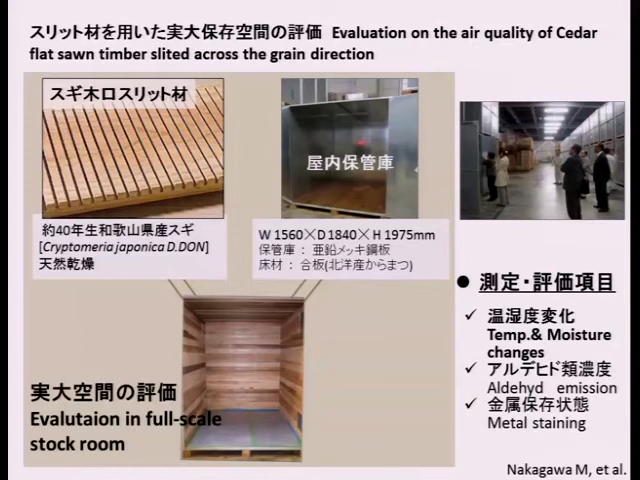 スリット材を用いた実大保存空間の評価 Evaluation on the air quality of Cedar
flat sawn timber slited across the grain direction
スギ木口スリット材
屋内保管庫
約40年生和歌山県産スギ
[Cryptomeria japonica D.DON]
天然乾燥
W 1560×D 1840×H 1975mm
保管庫 : 亜鉛メッキ鋼板
床材 : 合板(北洋産からまつ)
実大空間の評価
Evalutaion in full-scale
stock room
● 測定・評価項目
✓ 温湿度変化
Temp.& Moisture
changes
✓ アルデヒド類濃度
Aldehyd emission
✓ 金属保存状態
Metal staining
Nakagawa M, et al.